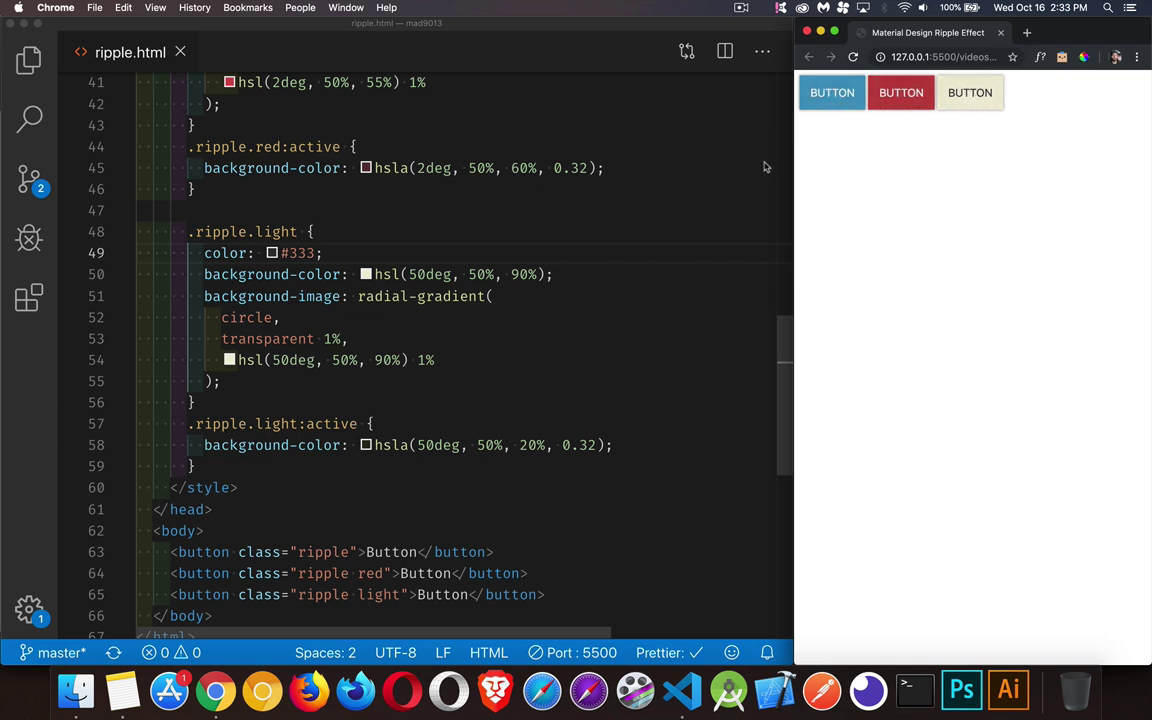 Chrome File Edit View History Bookmarks People Window Help 100% Wed Oct 16 2:33 PM
ripple.html — mad9013
ripple.html
Material Design Ripple Effect
127.0.0.1:5500/videos...
f?
41 hsl(2deg, 50%, 55%) 1%
42 );
43 }
44 .ripple.red:active {
45 background-color: hsla(2deg, 50%, 60%, 0.32);
46 }
47
48 .ripple.light {
49 color: #333;
50 background-color: hsl(50deg, 50%, 90%);
51 background-image: radial-gradient(
52 circle,
53 transparent 1%,
54 hsl(50deg, 50%, 90%) 1%
55 );
56 }
57 .ripple.light:active {
58 background-color: hsla(50deg, 50%, 20%, 0.32);
59 }
60 </style>
61 </head>
62 <body>
63 <button class="ripple">Button</button>
64 <button class="ripple red">Button</button>
65 <button class="ripple light">Button</button>
66 </body>
67 </html>
2
1
BUTTON BUTTON BUTTON
master* 0 0 Spaces: 2 UTF-8 LF HTML Port : 5500 Prettier: ✓
1
>_
Ps
Ai